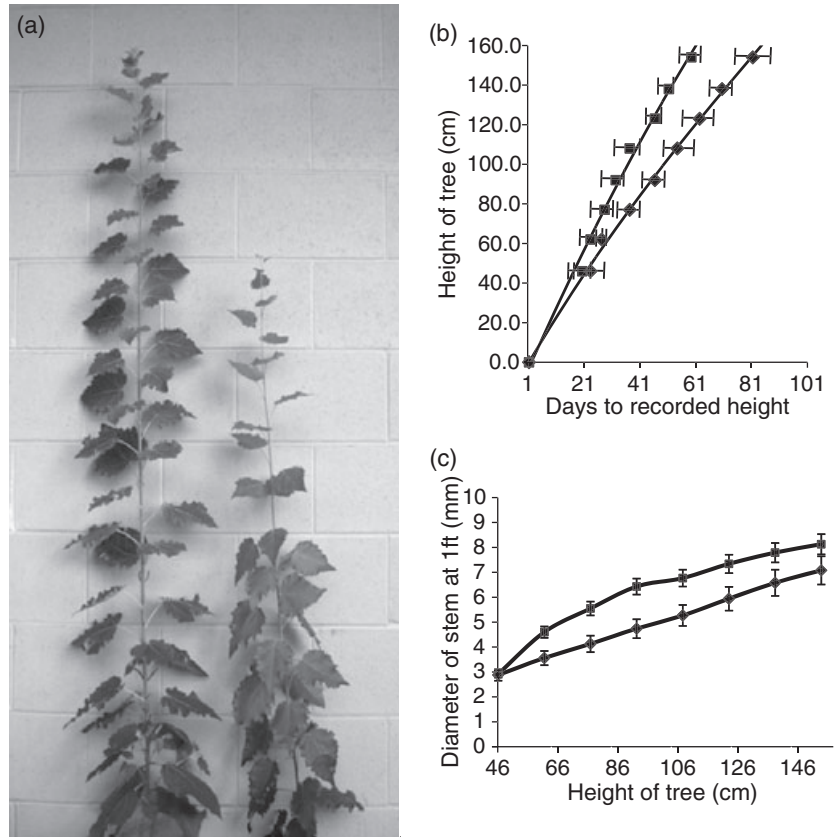 (a)
(b)
160.0
140.0
120.0
100.0
80.0
60.0
40.0
20.0
0.0
Height of tree (cm)
1 21 41 61 81 101
Days to recorded height
(c)
10
9
8
7
6
5
4
3
2
1
0
Diameter of stem at 1ft (mm)
46 66 86 106 126 146
Height of tree (cm)